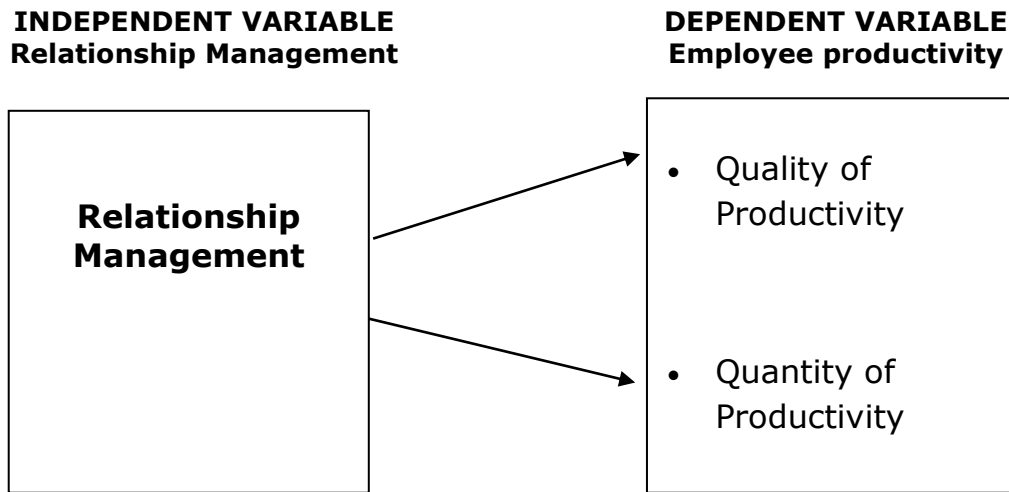 INDEPENDENT VARIABLE
Relationship Management
DEPENDENT VARIABLE
Employee productivity
Relationship
Management
• Quality of
Productivity
• Quantity of
Productivity